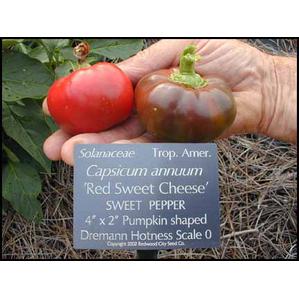 Solanaceae Trop. Amer.
Capsicum annuum
'Red Sweet Cheese'
SWEET PEPPER
4" x 2" Pumpkin shaped
Dremann Hotness Scale 0
Copyright 2002 Redwood City Seed Co.